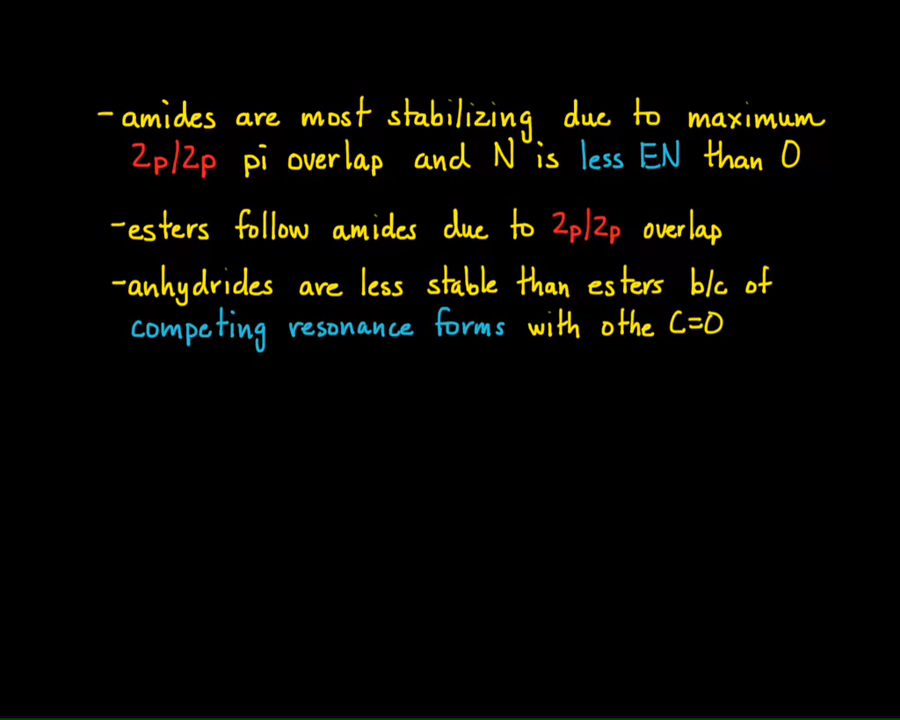 - amides are most stabilizing due to maximum
2p/2p pi overlap and N is less EN than O
- esters follow amides due to 2p/2p overlap
- anhydrides are less stable than esters b/c of
competing resonance forms with othe C=O